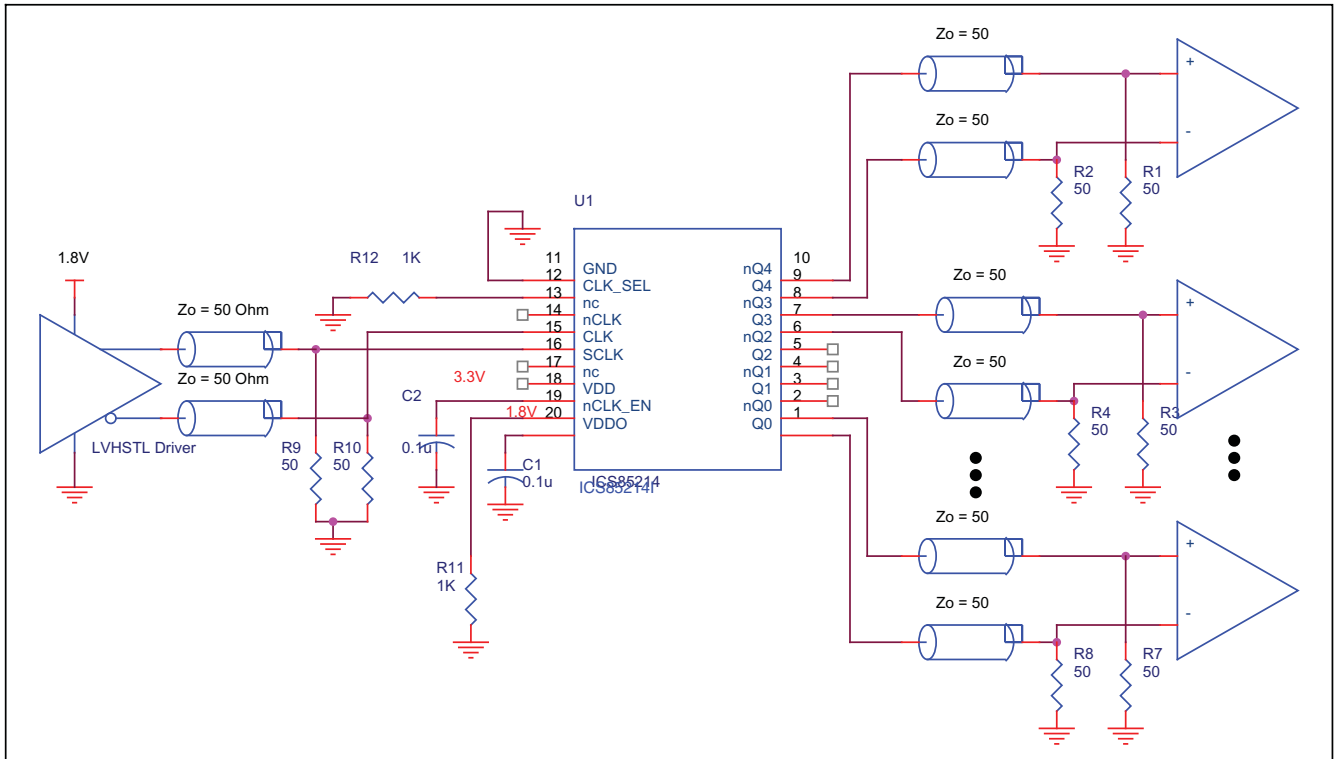 Zo = 50
+
Zo = 50
-
R2
50
R1
50
U1
1.8V
R12 1K
Zo = 50 Ohm
Zo = 50 Ohm
LVHSTL Driver
R9
50
R10
50
3.3V
C2
0.1u
1.8V
R11
1K
C1
0.1u
11
12
13
14
15
16
17
18
19
20
GND
CLK_SEL
nc
nCLK
CLK
SCLK
nc
VDD
nCLK_EN
VDDO
nQ4
Q4
nQ3
Q3
nQ2
Q2
nQ1
Q1
nQ0
Q0
10
9
8
7
6
5
4
3
2
1
ICS85214
ICS85214I
Zo = 50
+
Zo = 50
-
R4
50
R3
50
Zo = 50
+
Zo = 50
-
R8
50
R7
50